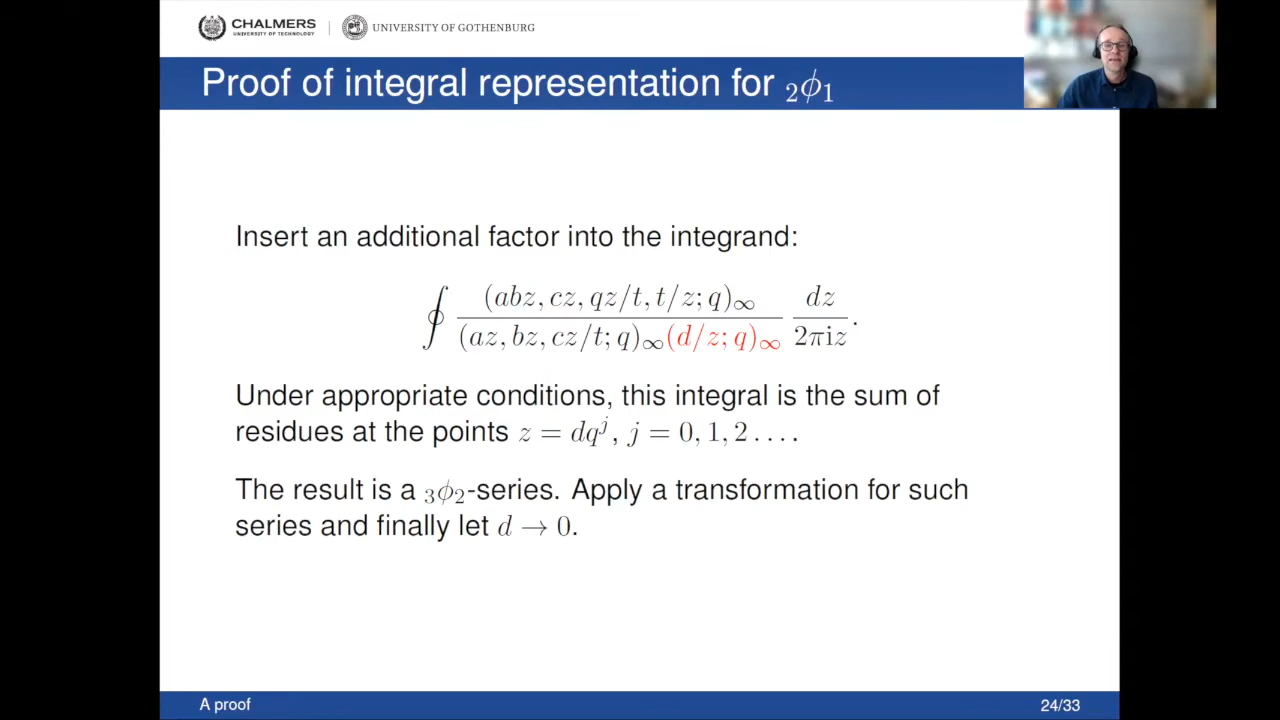 CHALMERS
UNIVERSITY OF TECHNOLOGY
UNIVERSITY OF GOTHENBURG
Proof of integral representation for ₂ϕ₁
Insert an additional factor into the integrand:
∮ (abz, cz, qz/t, t/z; q)∞ / (az, bz, cz/t; q)∞(d/z; q)∞ dz / 2πiz .
Under appropriate conditions, this integral is the sum of
residues at the points z = dqʲ, j = 0, 1, 2 . . . .
The result is a ₃ϕ₂-series. Apply a transformation for such
series and finally let d → 0.
A proof
24/33